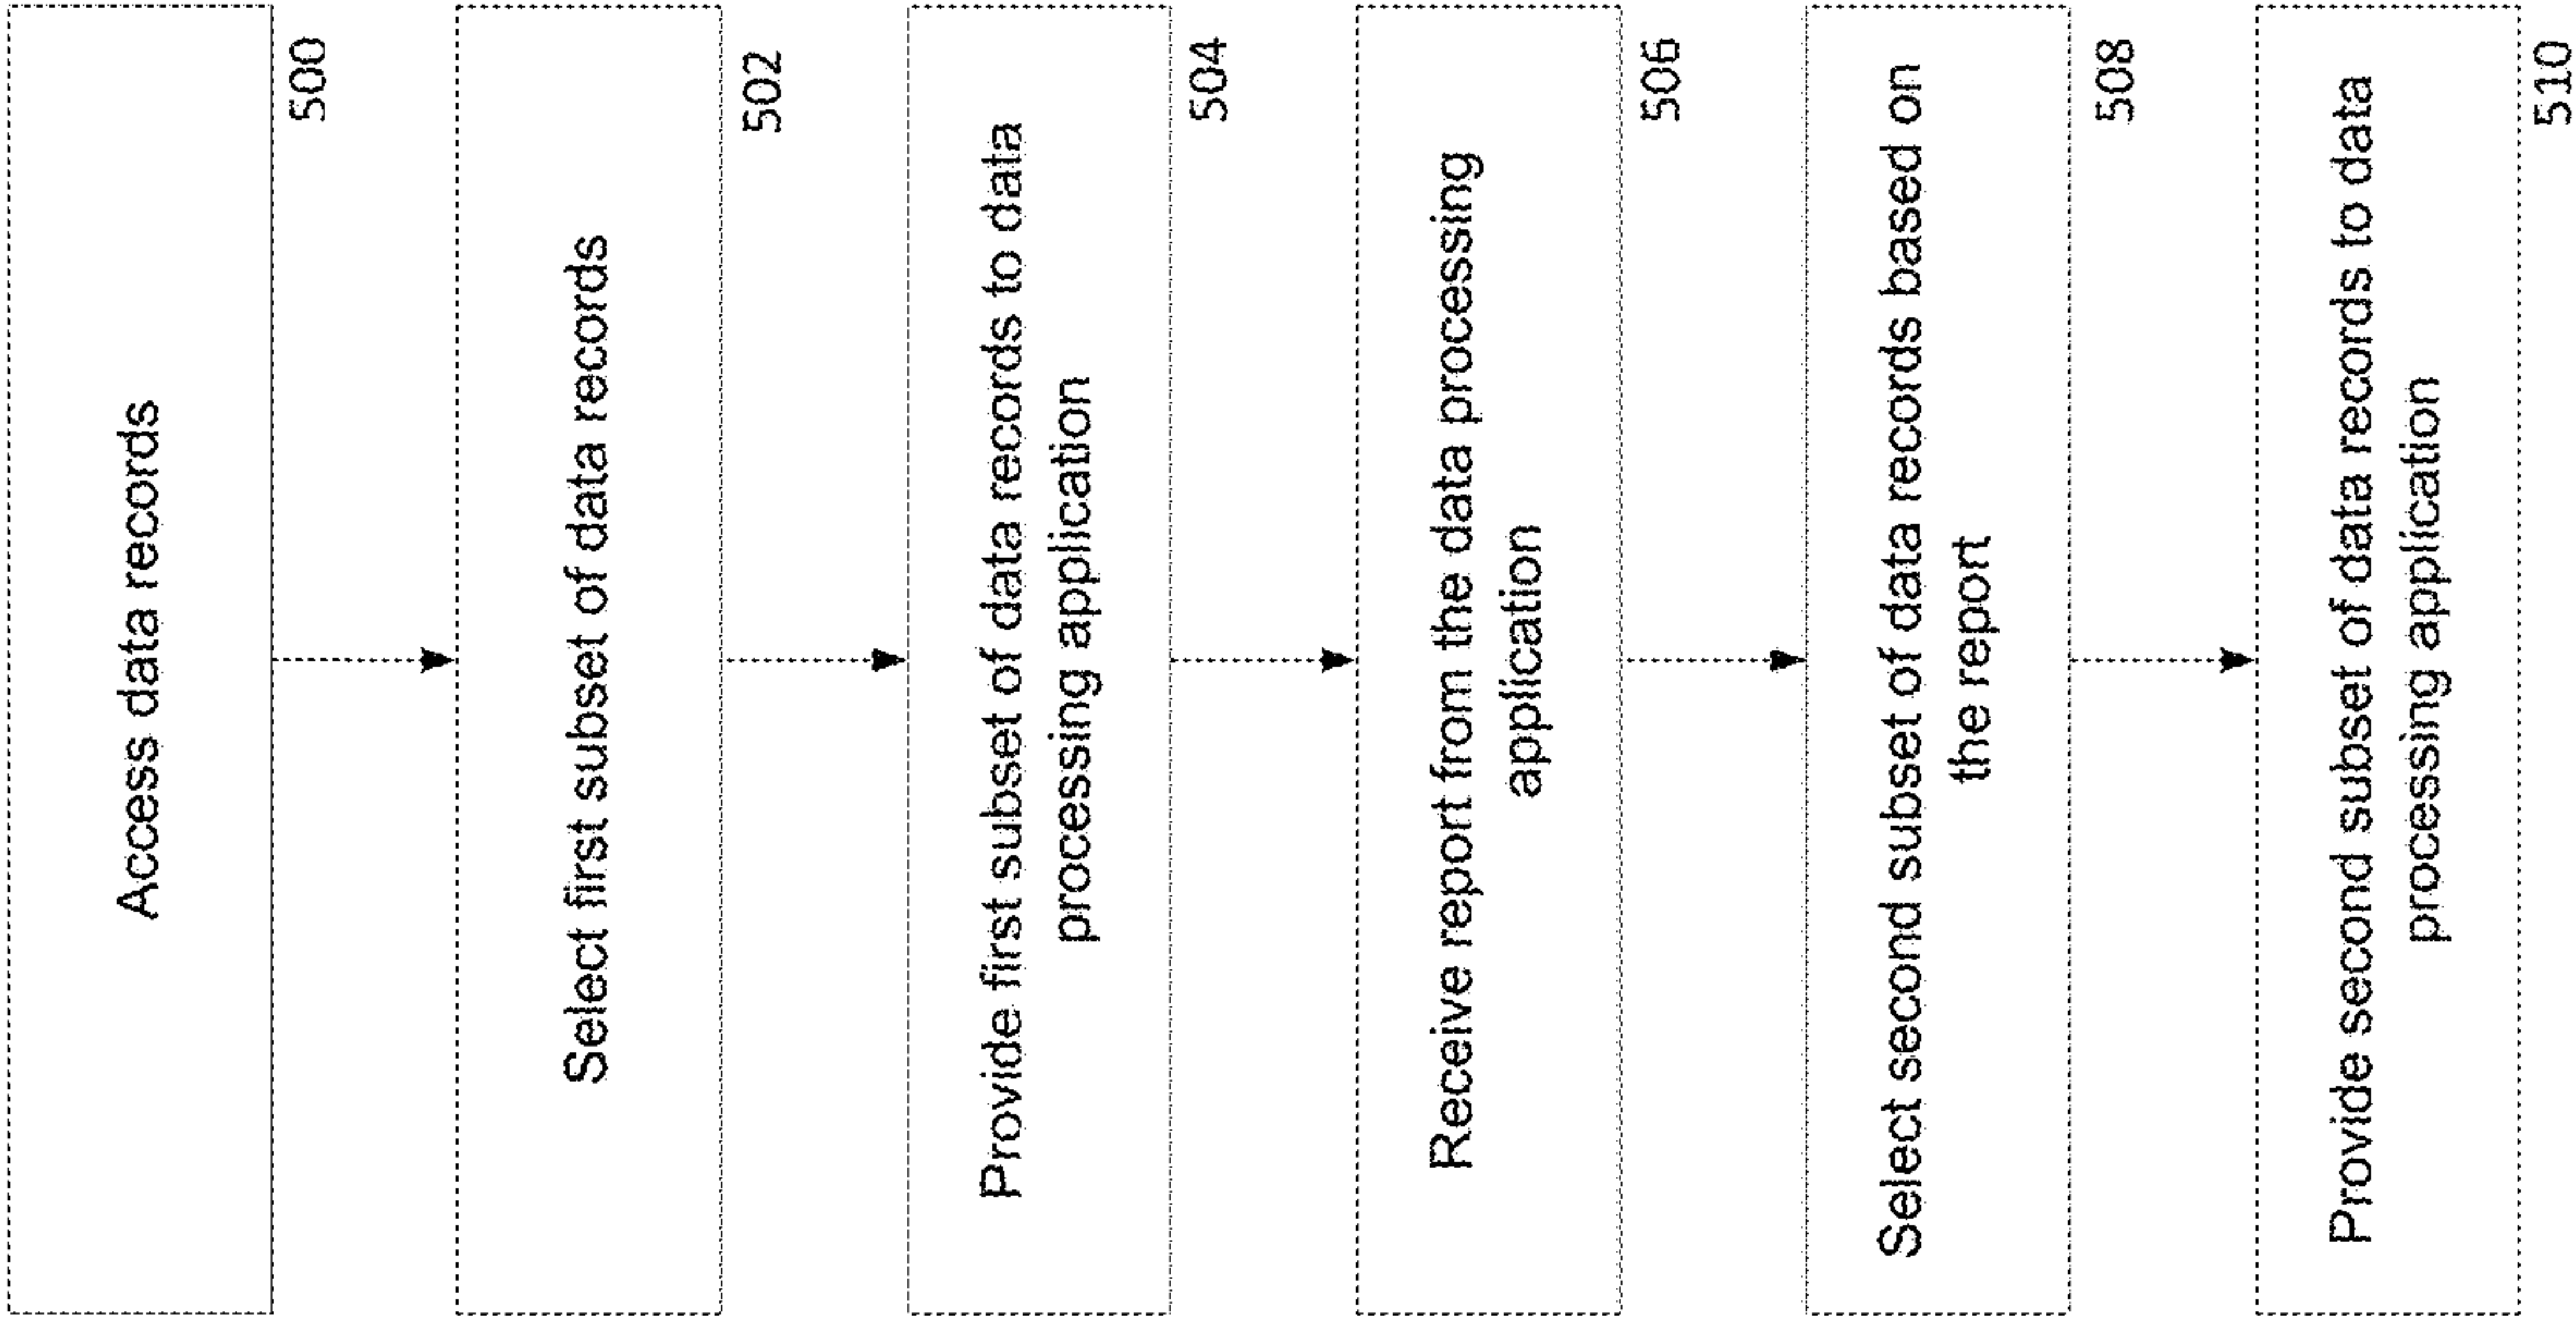 Access data records
500
Select first subset of data records
502
Provide first subset of data records to data
processing application
504
Receive report from the data processing
application
506
Select second subset of data records based on
the report
508
Provide second subset of data records to data
processing application
510